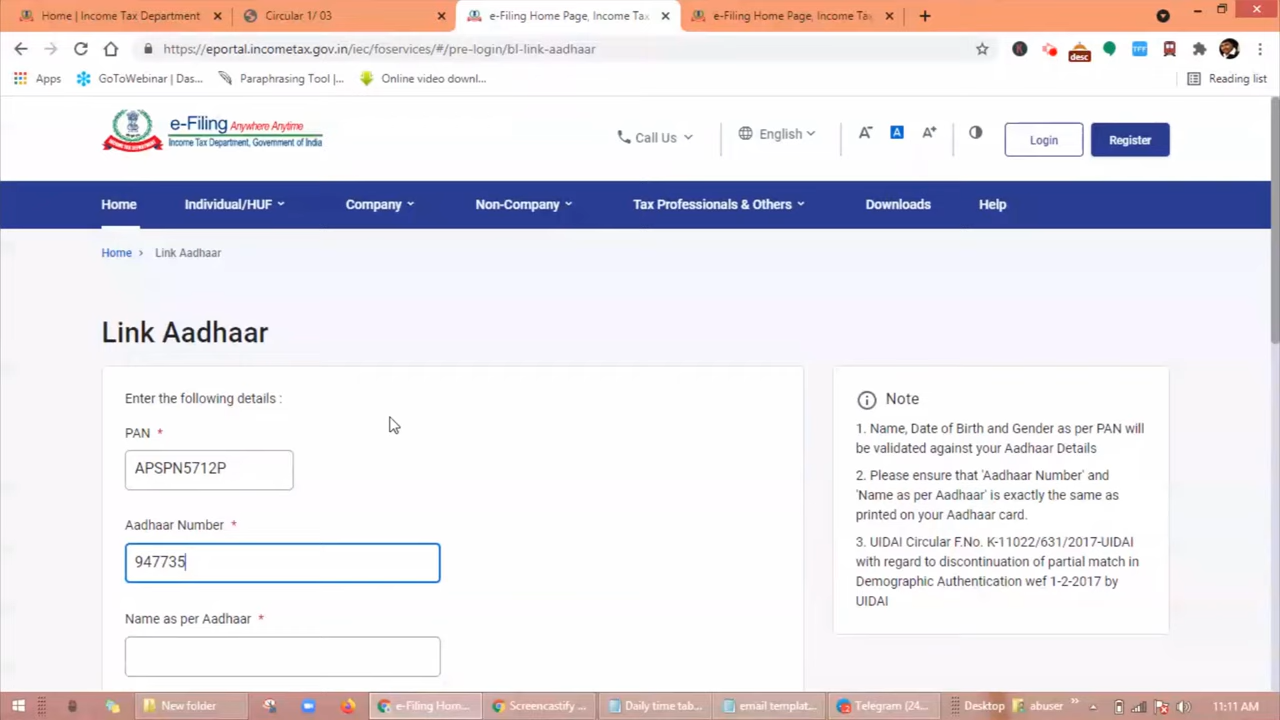 Home | Income Tax Department
Circular 1/ 03
e-Filing Home Page, Income Tax
e-Filing Home Page, Income Ta
https://eportal.incometax.gov.in/iec/foservices/#/pre-login/bl-link-aadhaar
desc
Apps
GoToWebinar | Das...
Paraphrasing Tool |...
Online video downl...
Reading list
e-Filing Anywhere Anytime
Income Tax Department, Government of India
Call Us
English
A-
A
A+
Login
Register
Home
Individual/HUF
Company
Non-Company
Tax Professionals & Others
Downloads
Help
Home > Link Aadhaar
Link Aadhaar
Enter the following details :
PAN *
APSPN5712P
Aadhaar Number *
947735
Name as per Aadhaar *
Note
1. Name, Date of Birth and Gender as per PAN will
be validated against your Aadhaar Details
2. Please ensure that 'Aadhaar Number' and
'Name as per Aadhaar' is exactly the same as
printed on your Aadhaar card.
3. UIDAI Circular F.No. K-11022/631/2017-UIDAI
with regard to discontinuation of partial match in
Demographic Authentication wef 1-2-2017 by
UIDAI
New folder
e-Filing Hom...
Screencastify ...
Daily time tab...
email templat...
Telegram (24...
Desktop
abuser
11:11 AM